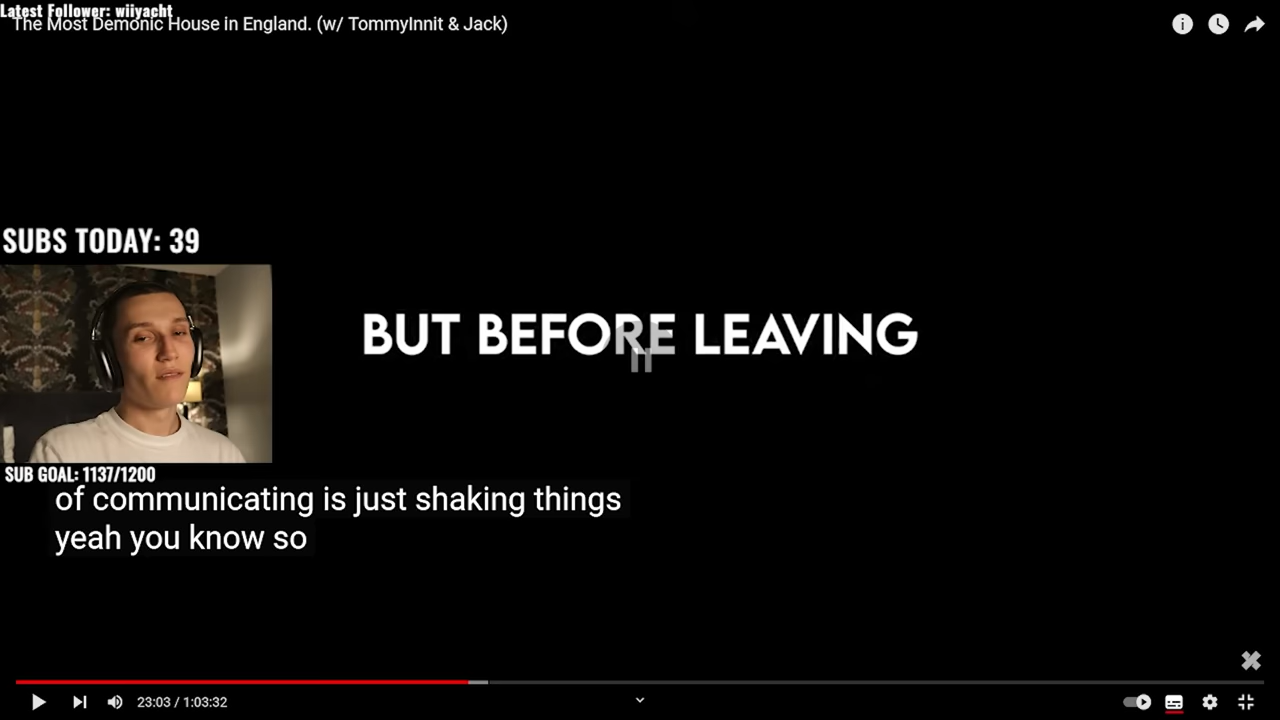 Latest Follower: wiiyacht
The Most Demonic House in England. (w/ TommyInnit & Jack)
SUBS TODAY: 39
BUT BEFORE LEAVING
SUB GOAL: 1137/1200
of communicating is just shaking things
yeah you know so
23:03 / 1:03:32